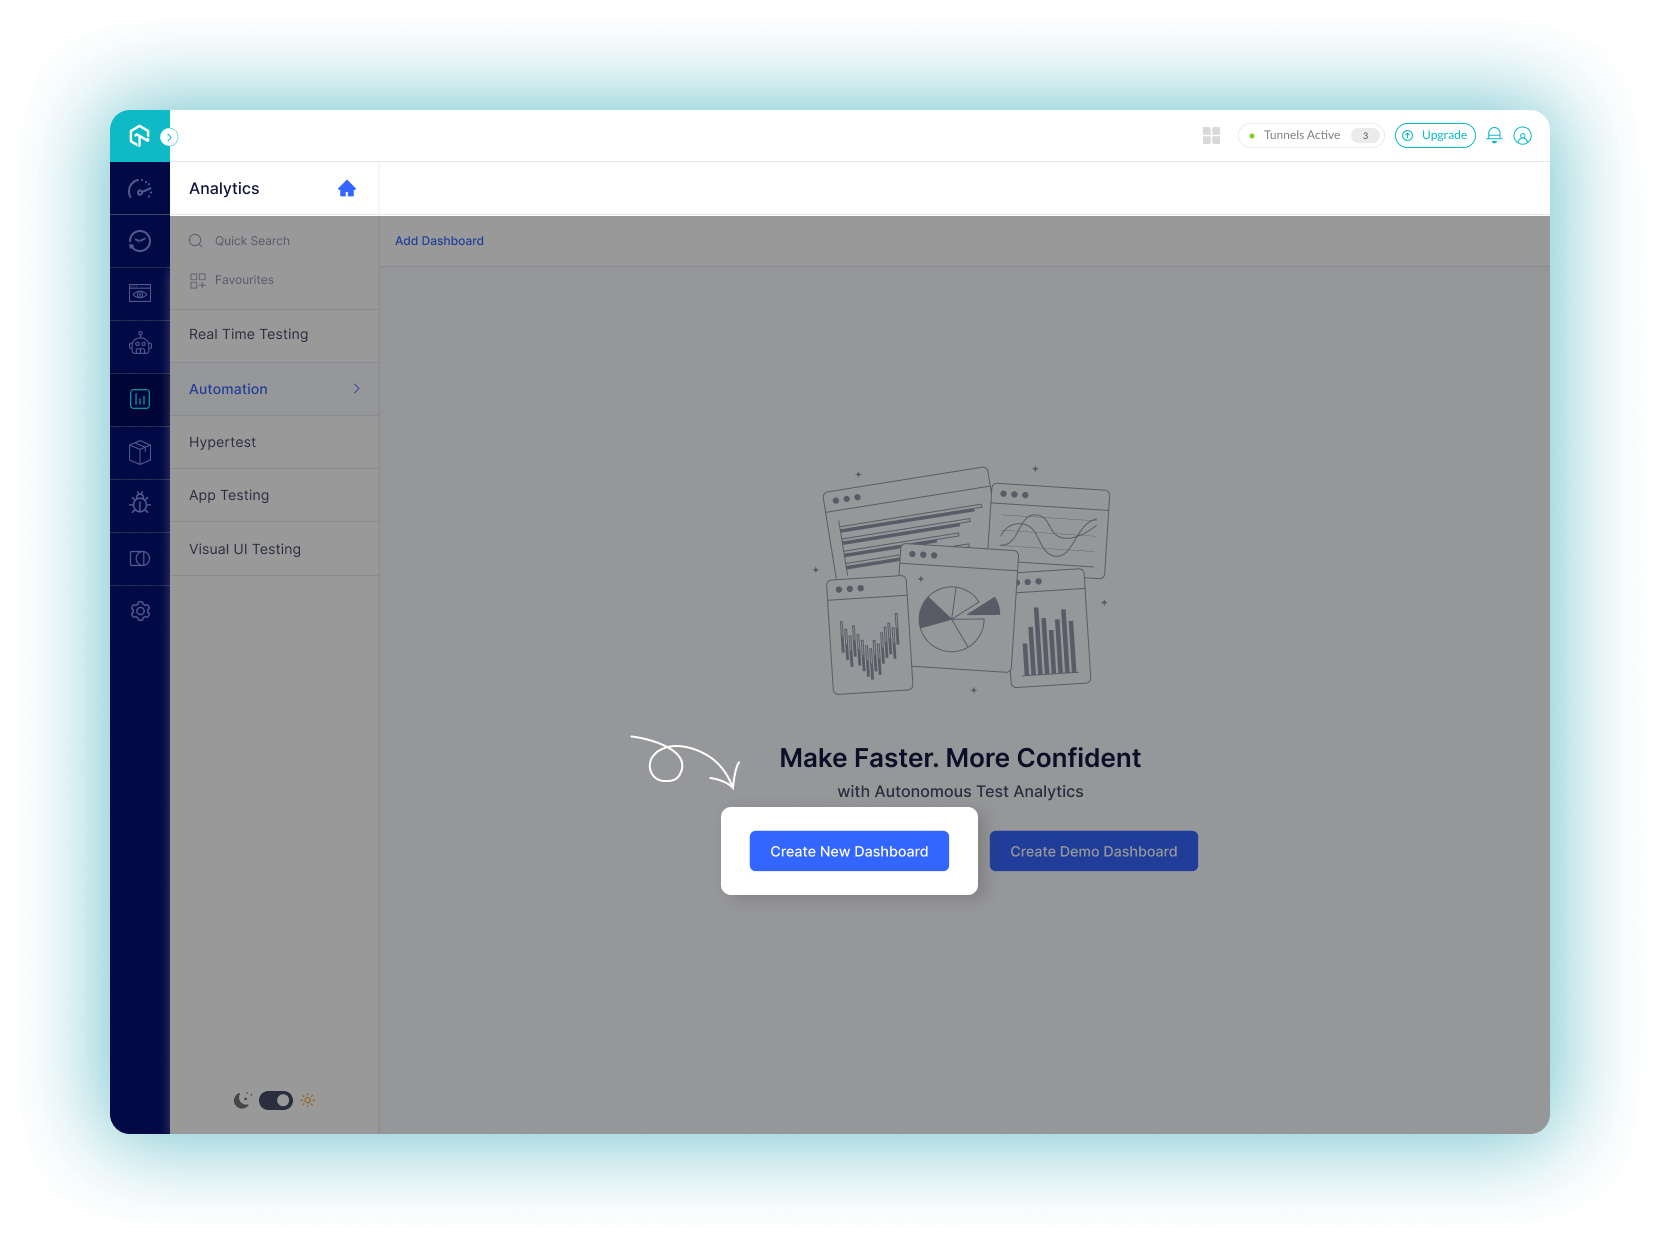 Tunnels Active 3
Upgrade
Analytics
Quick Search
Favourites
Real Time Testing
Automation
Hypertest
App Testing
Visual UI Testing
Add Dashboard
Make Faster. More Confident
with Autonomous Test Analytics
Create New Dashboard
Create Demo Dashboard